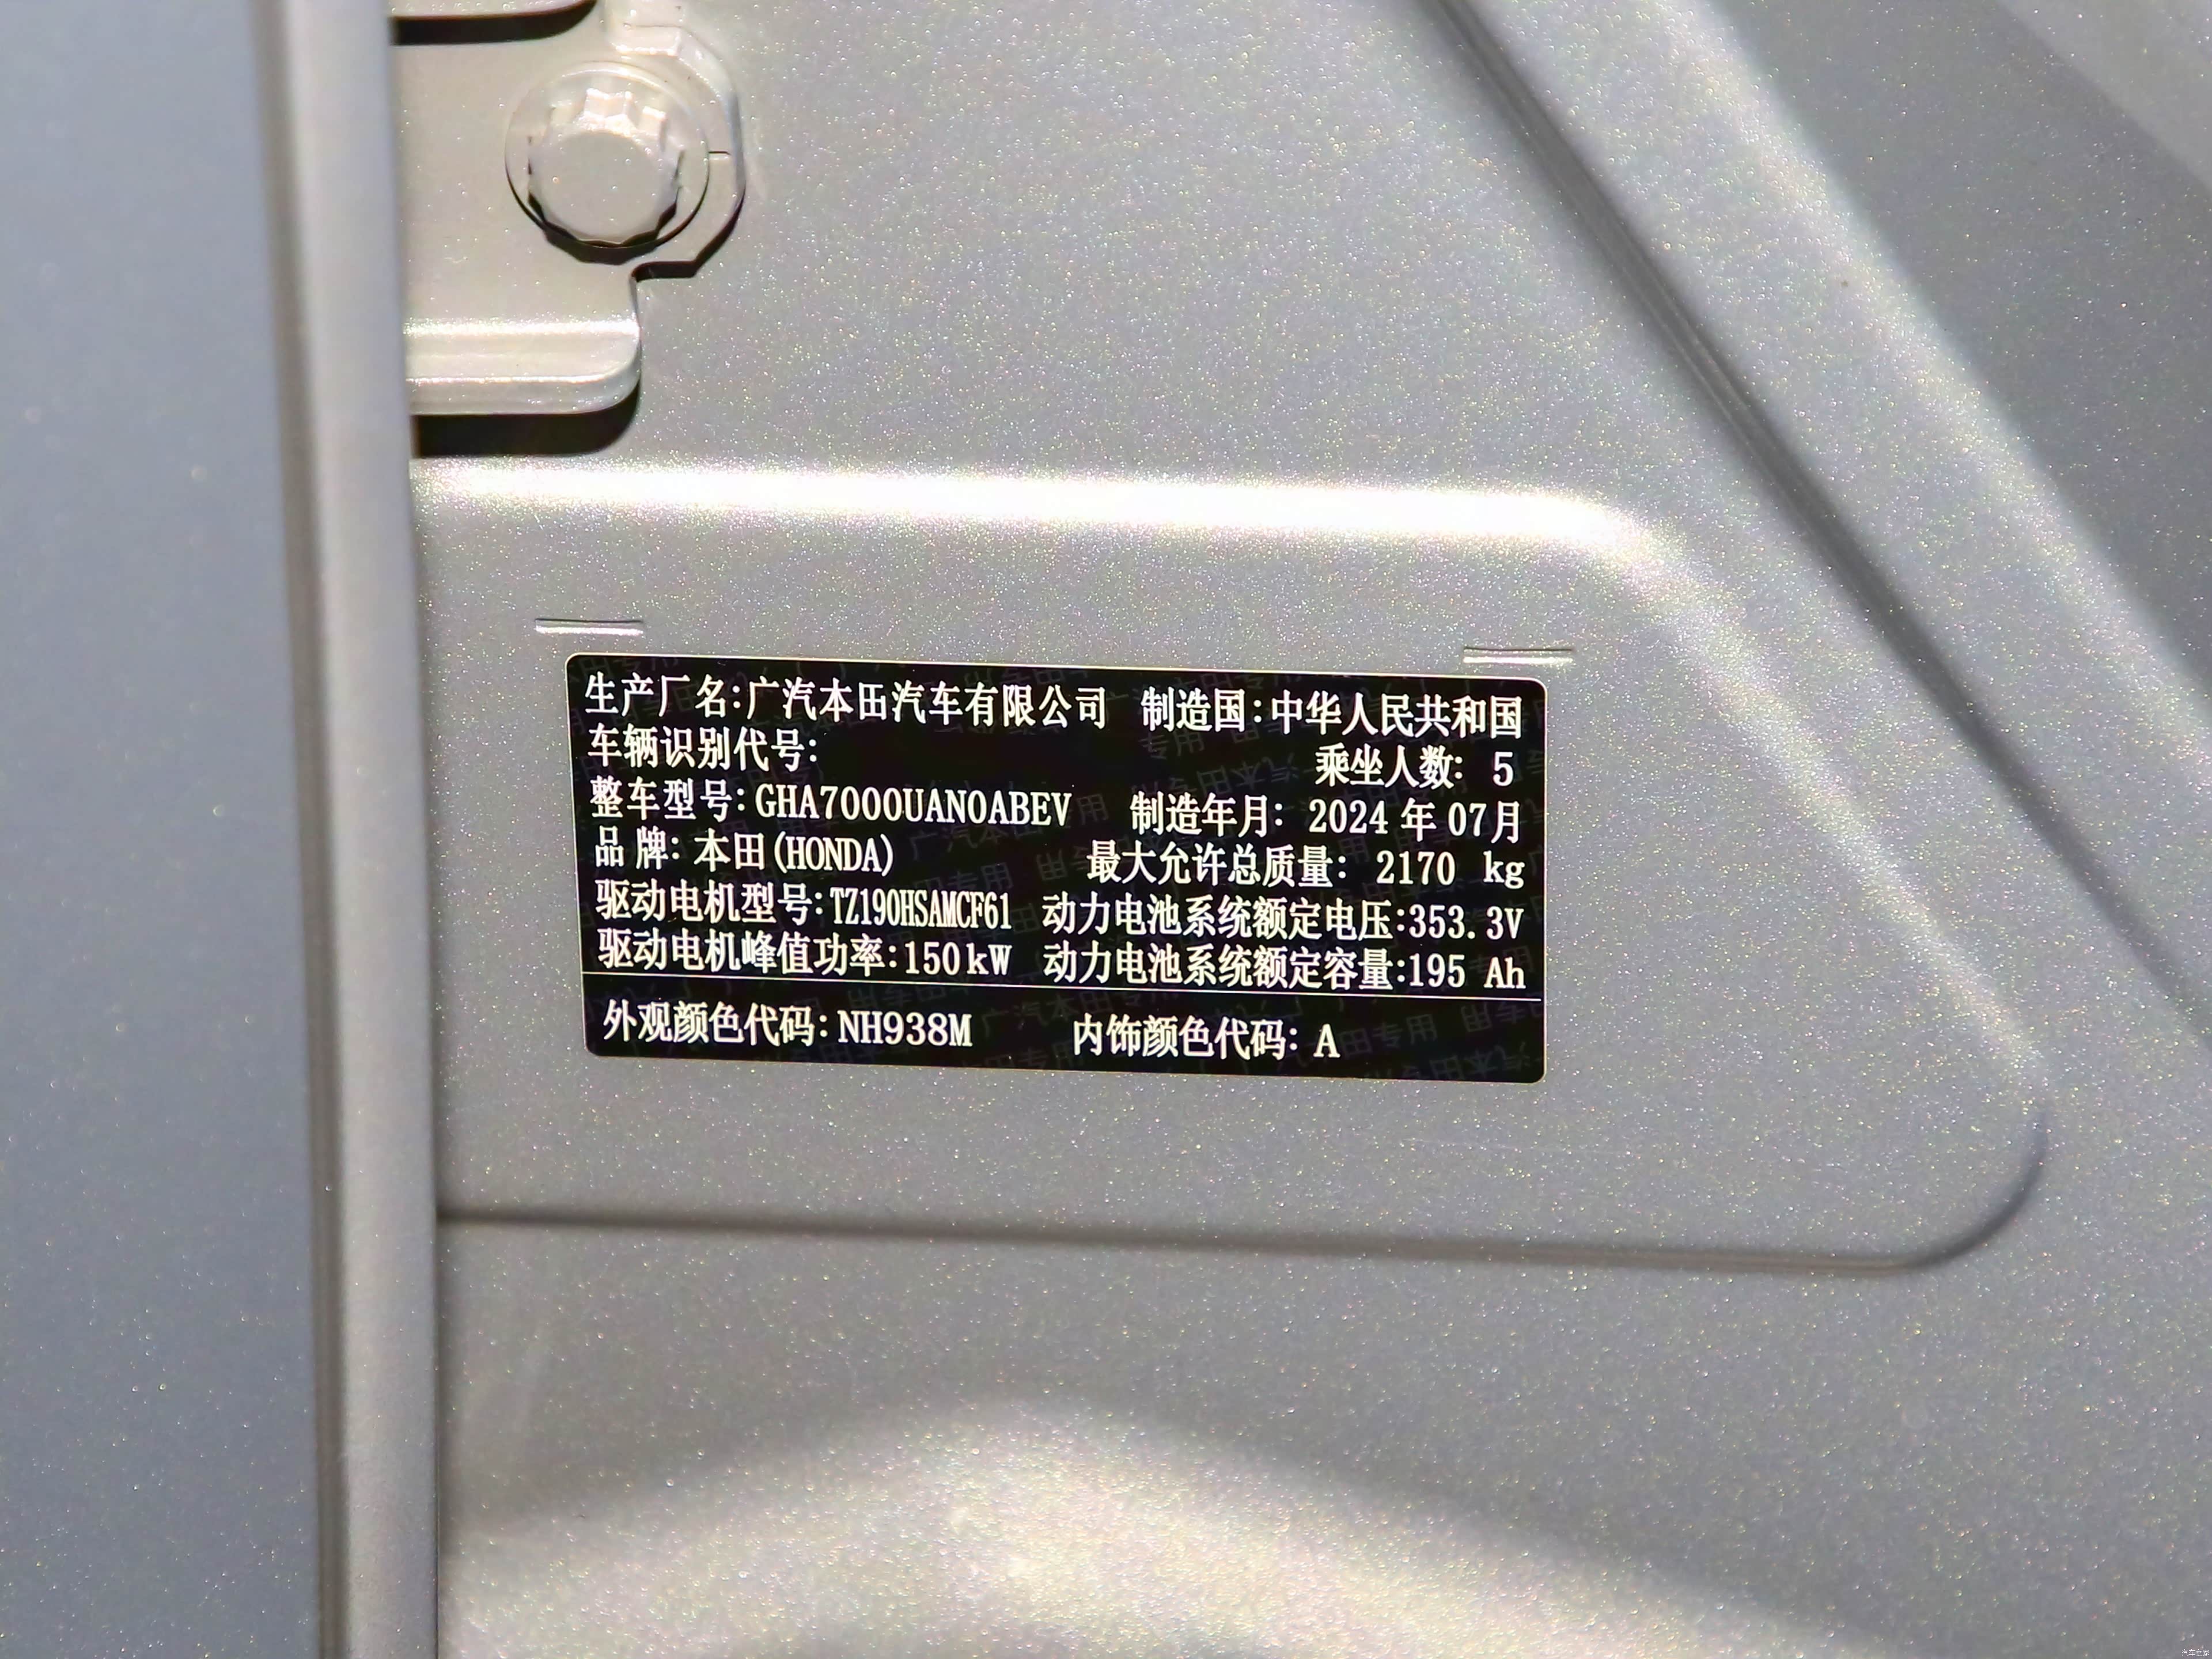 生产厂名:广汽本田汽车有限公司 制造国:中华人民共和国
车辆识别代号: 乘坐人数: 5
整车型号:GHA7000UAN0ABEV 制造年月: 2024 年 07月
品 牌: 本田(HONDA) 最大允许总质量: 2170 kg
驱动电机型号:TZ190HSAMCF61 动力电池系统额定电压:353.3V
驱动电机峰值功率:150kW 动力电池系统额定容量:195 Ah
外观颜色代码:NH938M 内饰颜色代码: A
汽车之家